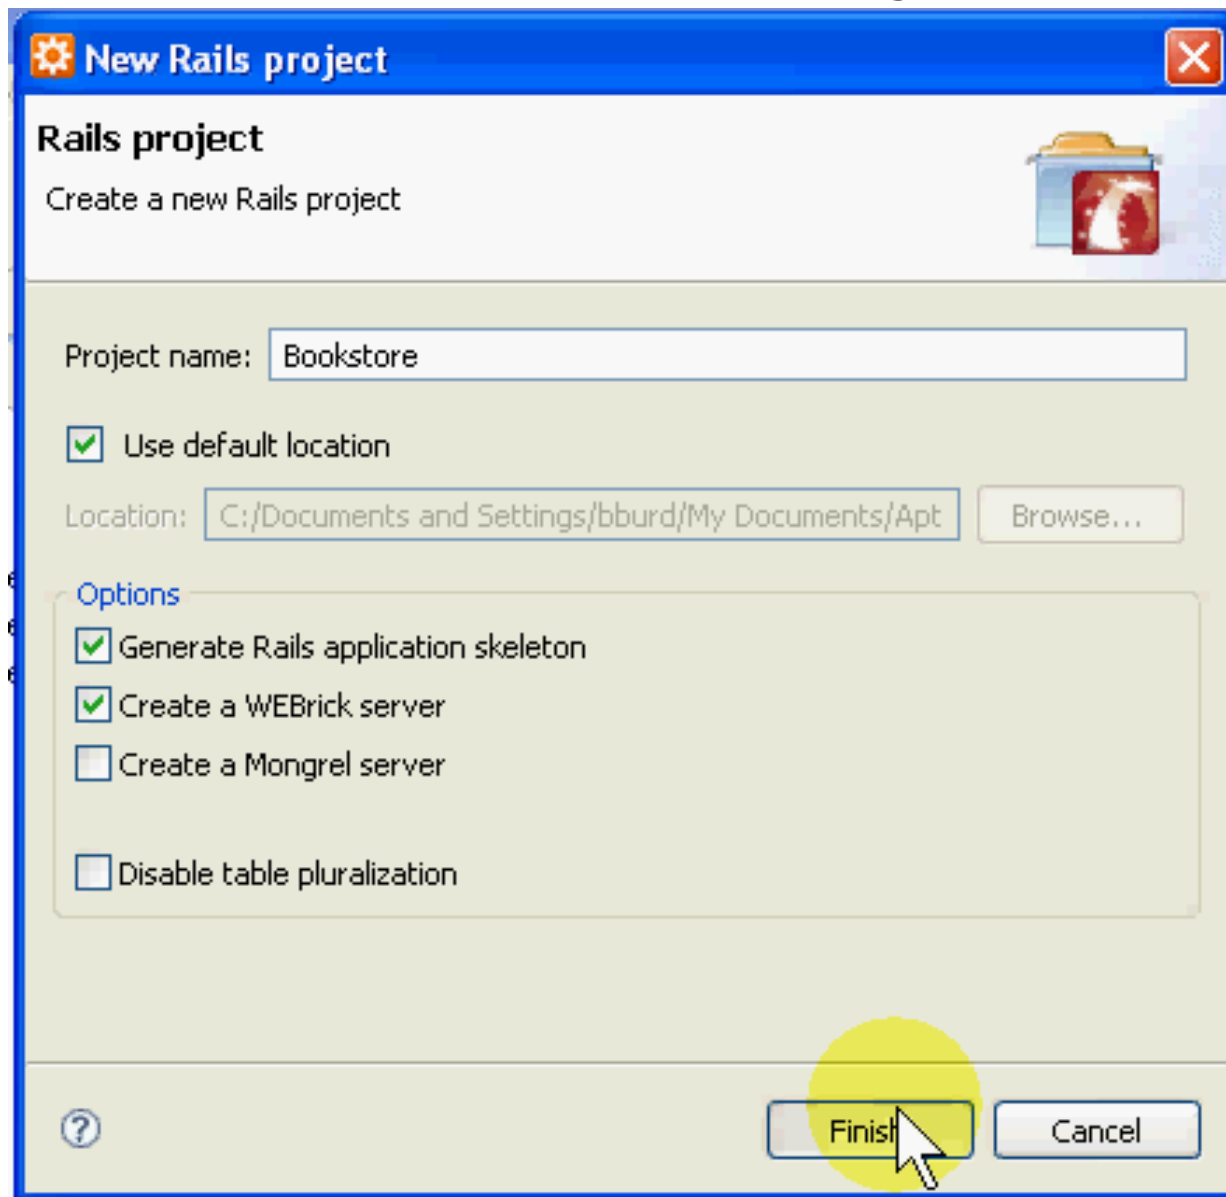 New Rails project
Rails project
Create a new Rails project
Project name: Bookstore
Use default location
Location: C:/Documents and Settings/bburd/My Documents/Apt Browse...
Options
Generate Rails application skeleton
Create a WEBrick server
Create a Mongrel server
Disable table pluralization
Finish Cancel